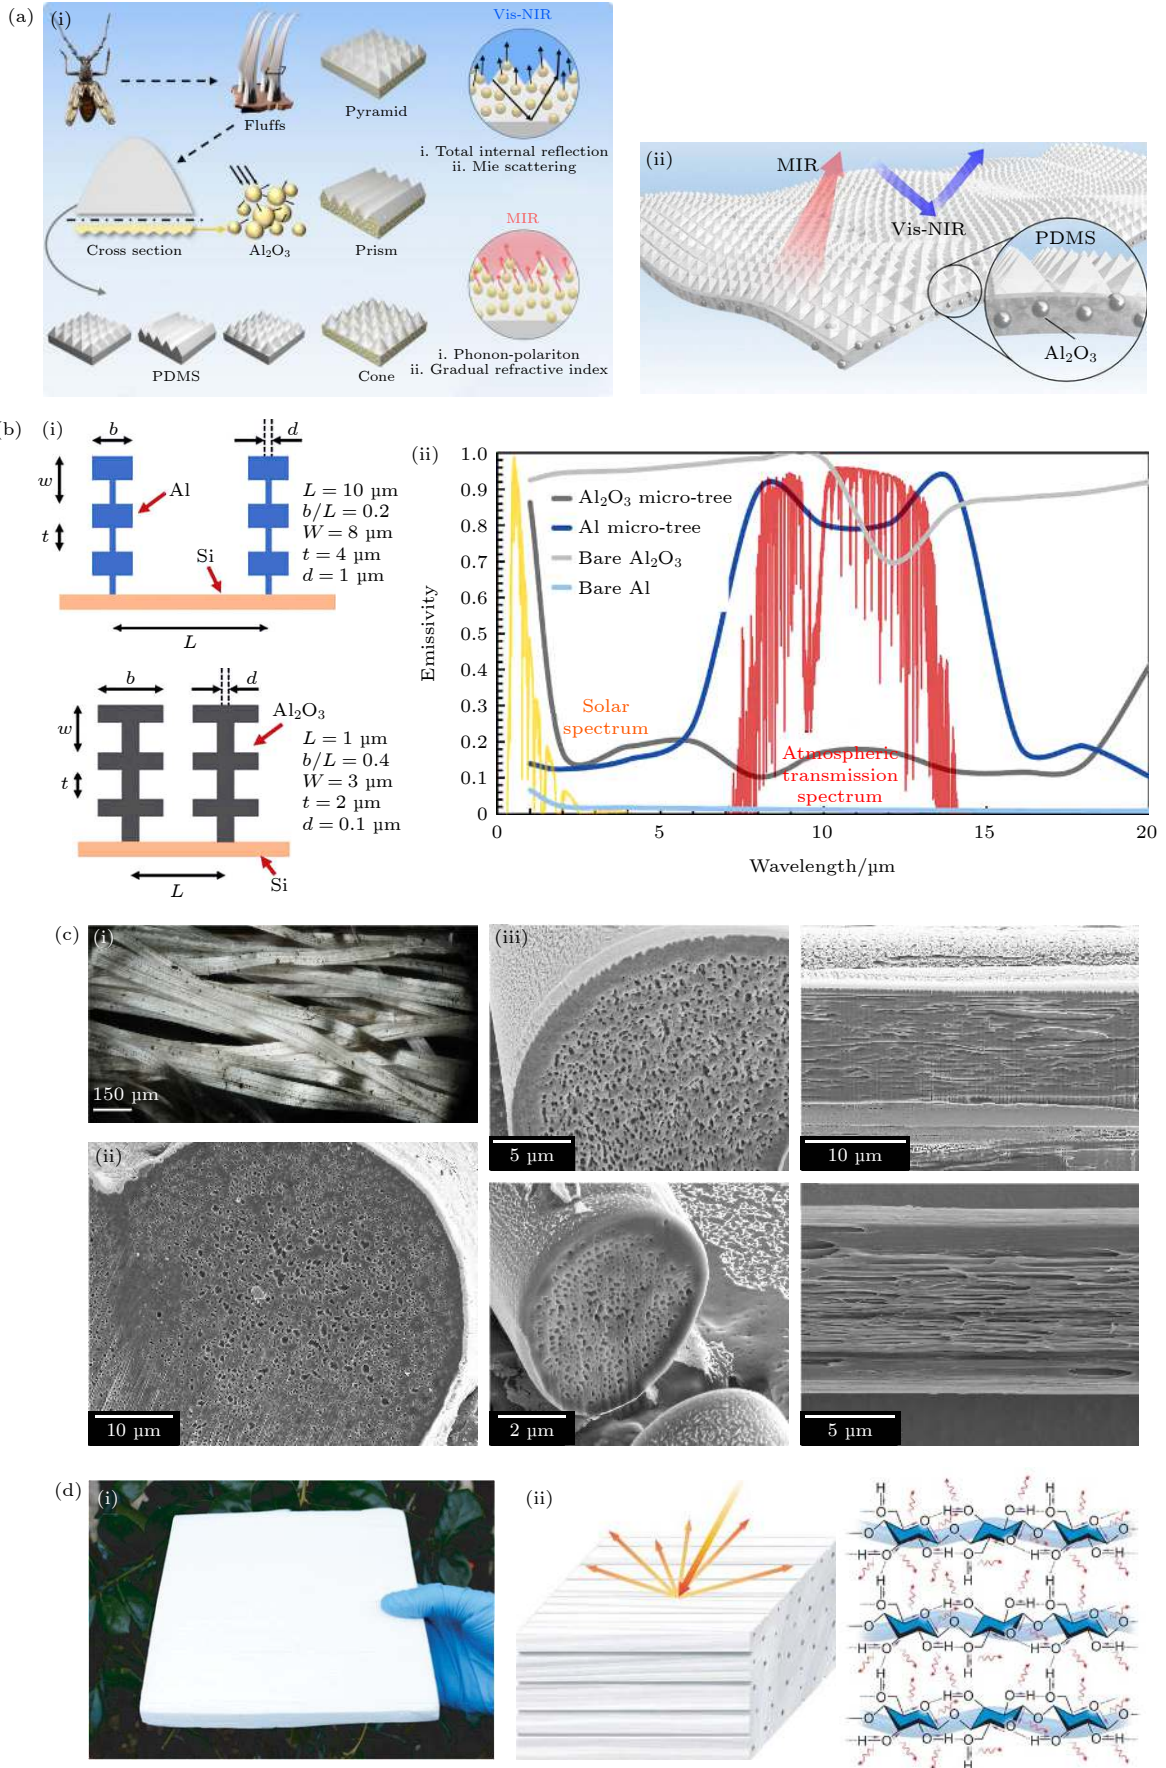 (a)
(i)
Vis-NIR
Fluffs
Pyramid
i. Total internal reflection
ii. Mie scattering
Cross section
Al₂O₃
Prism
MIR
PDMS
Cone
i. Phonon-polariton
ii. Gradual refractive index
(ii)
MIR
Vis-NIR
PDMS
Al₂O₃
(b)
(i)
b
d
w
Al
t
Si
L = 10 µm
b/L = 0.2
W = 8 µm
t = 4 µm
d = 1 µm
L
b
d
w
Al₂O₃
t
L = 1 µm
b/L = 0.4
W = 3 µm
t = 2 µm
d = 0.1 µm
L
Si
(ii)
1.0
0.9
0.8
0.7
0.6
0.5
0.4
0.3
0.2
0.1
0
Emissivity
Al₂O₃ micro-tree
Al micro-tree
Bare Al₂O₃
Bare Al
Solar
spectrum
Atmospheric
transmission
spectrum
0 5 10 15 20
Wavelength/µm
(c)
(i)
150 µm
(ii)
10 µm
(iii)
5 µm
10 µm
2 µm
5 µm
(d)
(i)
(ii)
H H H
O H O O H O
O O O O
H O O H O O H O O H
H
H H H
O H O O H O
O O O O
H O O H O O H O O H
H
H H H
O H O O H O
O O O O
H O O H O O H O O H
H